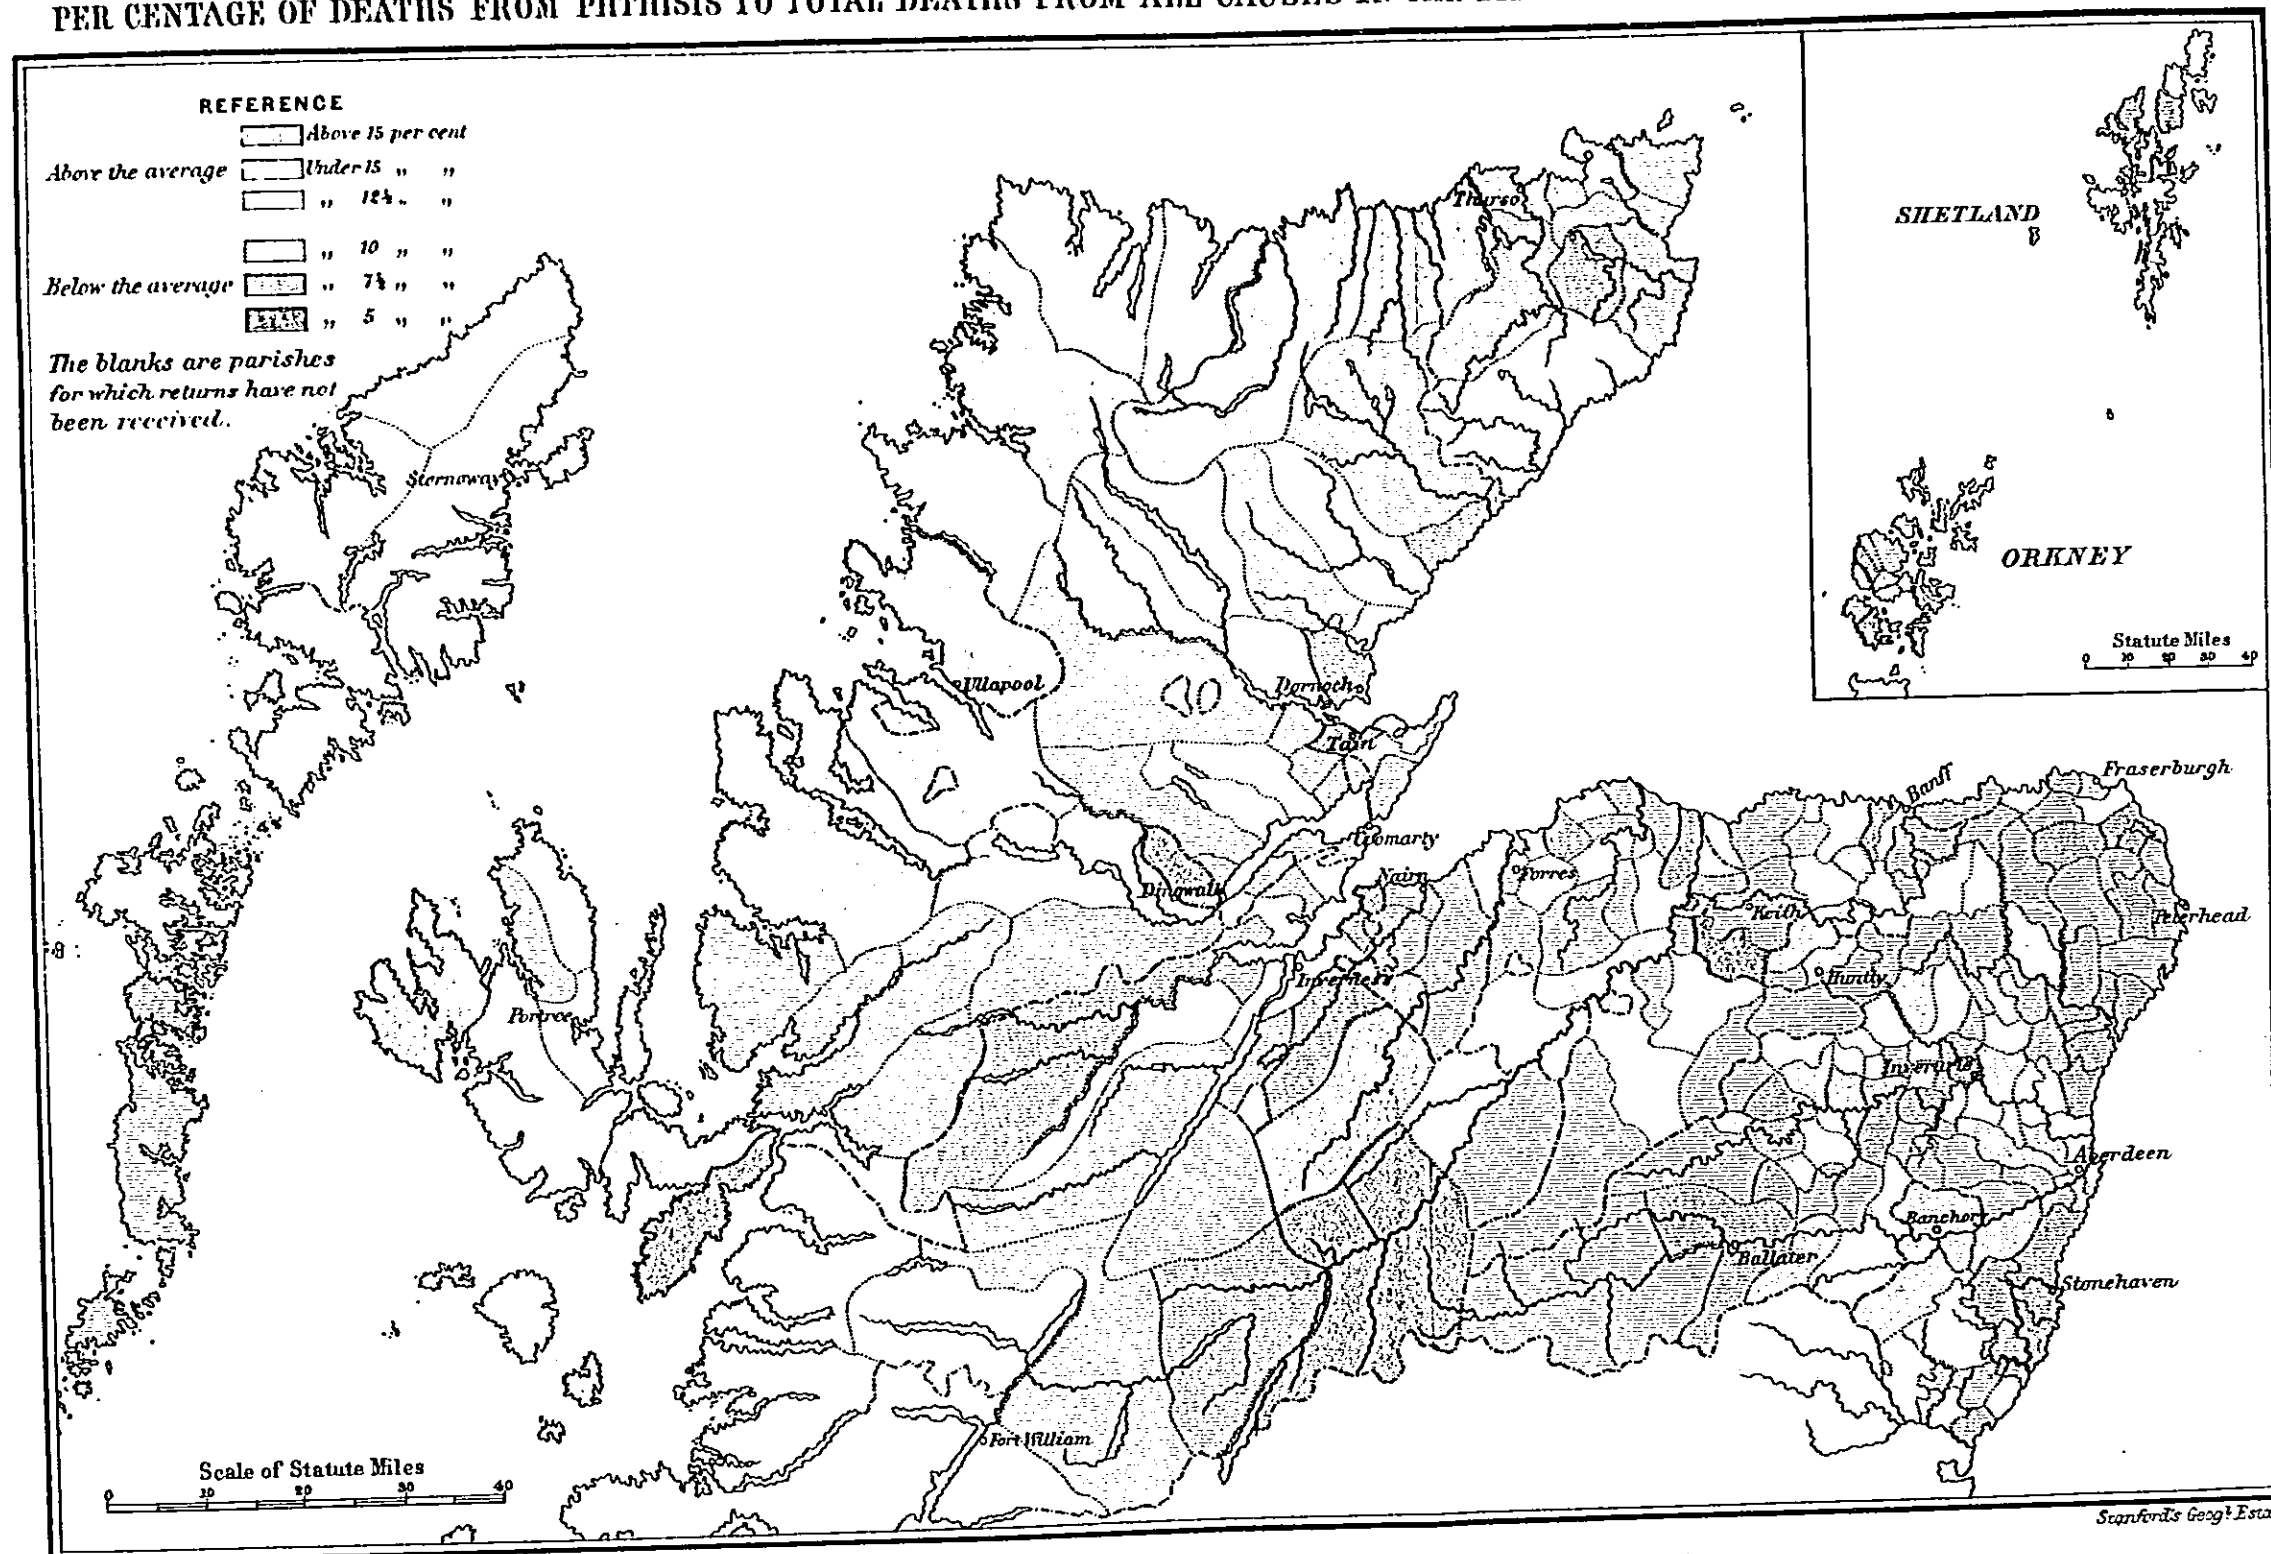 PER CENTAGE OF DEATHS FROM PHTHISIS TO TOTAL DEATHS FROM ALL CAUSES IN
REFERENCE
Above 15 per cent
Above the average Under 15 „ „
„ 12½ „ „
„ 10 „ „
Below the average „ 7½ „ „
„ 5 „ „
The blanks are parishes
for which returns have not
been received.
SHETLAND
ORKNEY
Statute Miles
0 10 20 30 40
Thurso
Stornoway
Ullapool
Dornoch
Tain
Cromarty
Dingwall
Nairn
Forres
Banff
Fraserburgh
Keith
Peterhead
Huntly
Inverness
Portree
Inverurie
Aberdeen
Banchory
Ballater
Stonehaven
Fort William
Scale of Statute Miles
0 10 20 30 40
Stanford's Geogl. Esta